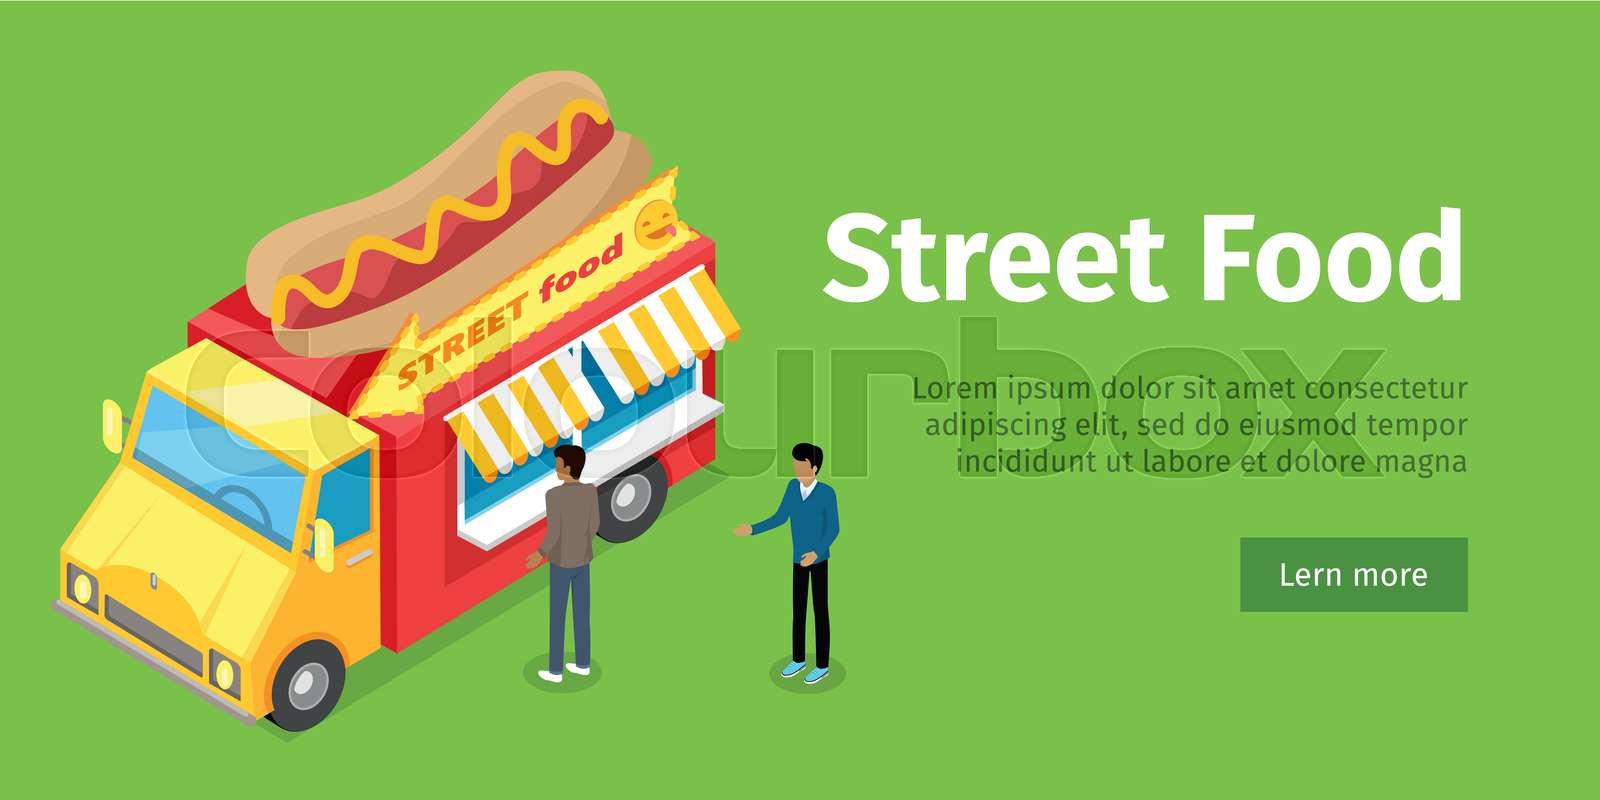 STREET food
Street Food
Lorem ipsum dolor sit amet consectetur
adipiscing elit, sed do eiusmod tempor
incididunt ut labore et dolore magna
Lern more
colourbox